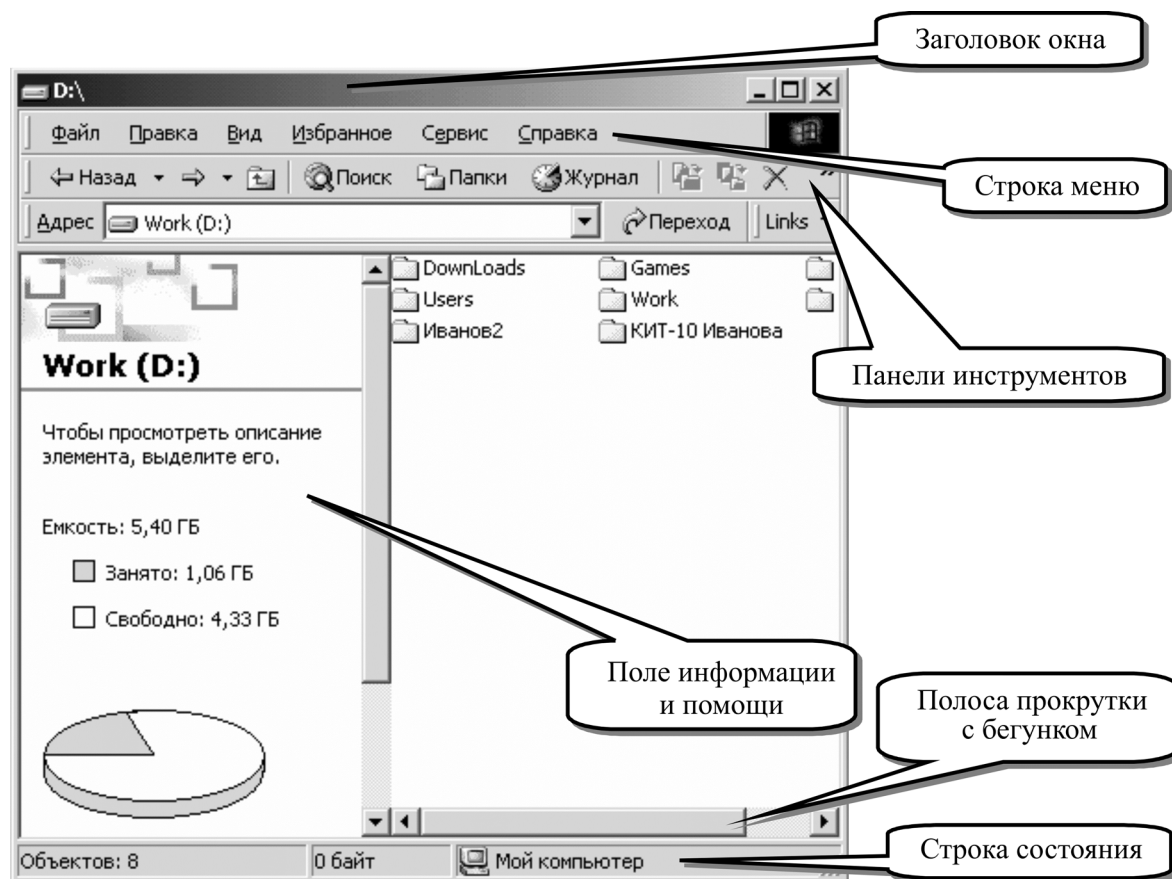 Заголовок окна
D:\
Файл Правка Вид Избранное Сервис Справка
Назад Поиск Папки Журнал »
Строка меню
Адрес Work (D:) Переход Links
DownLoads Games
Users Work
Иванов2 КИТ-10 Иванова
Work (D:)
Панели инструментов
Чтобы просмотреть описание
элемента, выделите его.
Емкость: 5,40 ГБ
Занято: 1,06 ГБ
Свободно: 4,33 ГБ
Поле информации
и помощи
Полоса прокрутки
с бегунком
Строка состояния
Объектов: 8 0 байт Мой компьютер